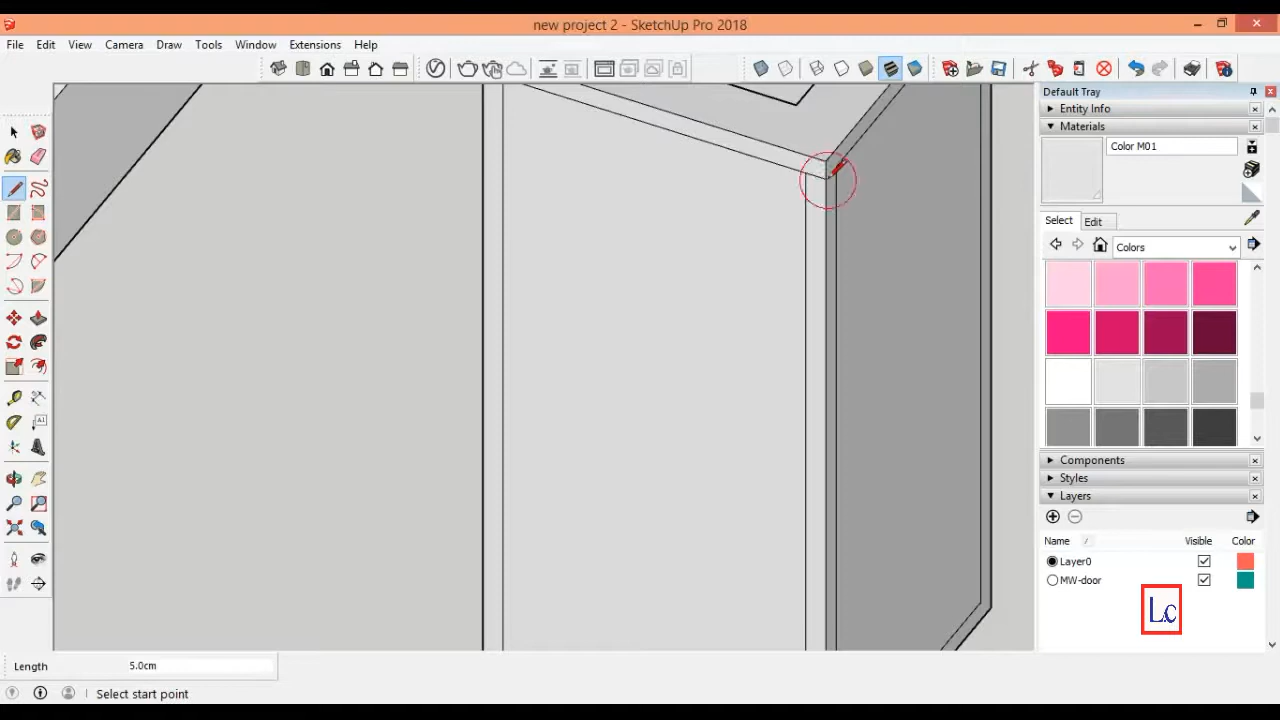 new project 2 - SketchUp Pro 2018
File Edit View Camera Draw Tools Window Extensions Help
Default Tray
Entity Info
Materials
Color M01
Select Edit
Colors
Components
Styles
Layers
Name Visible Color
Layer0
MW-door
Lc
Length 5.0cm
Select start point